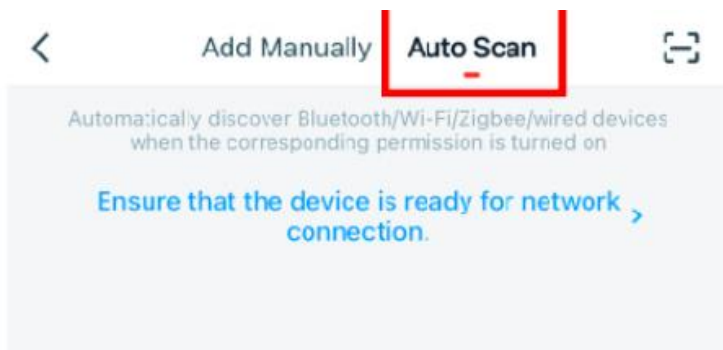 Add Manually Auto Scan
Automatically discover Bluetooth/Wi-Fi/Zigbee/wired devices
when the corresponding permission is turned on
Ensure that the device is ready for network
connection.